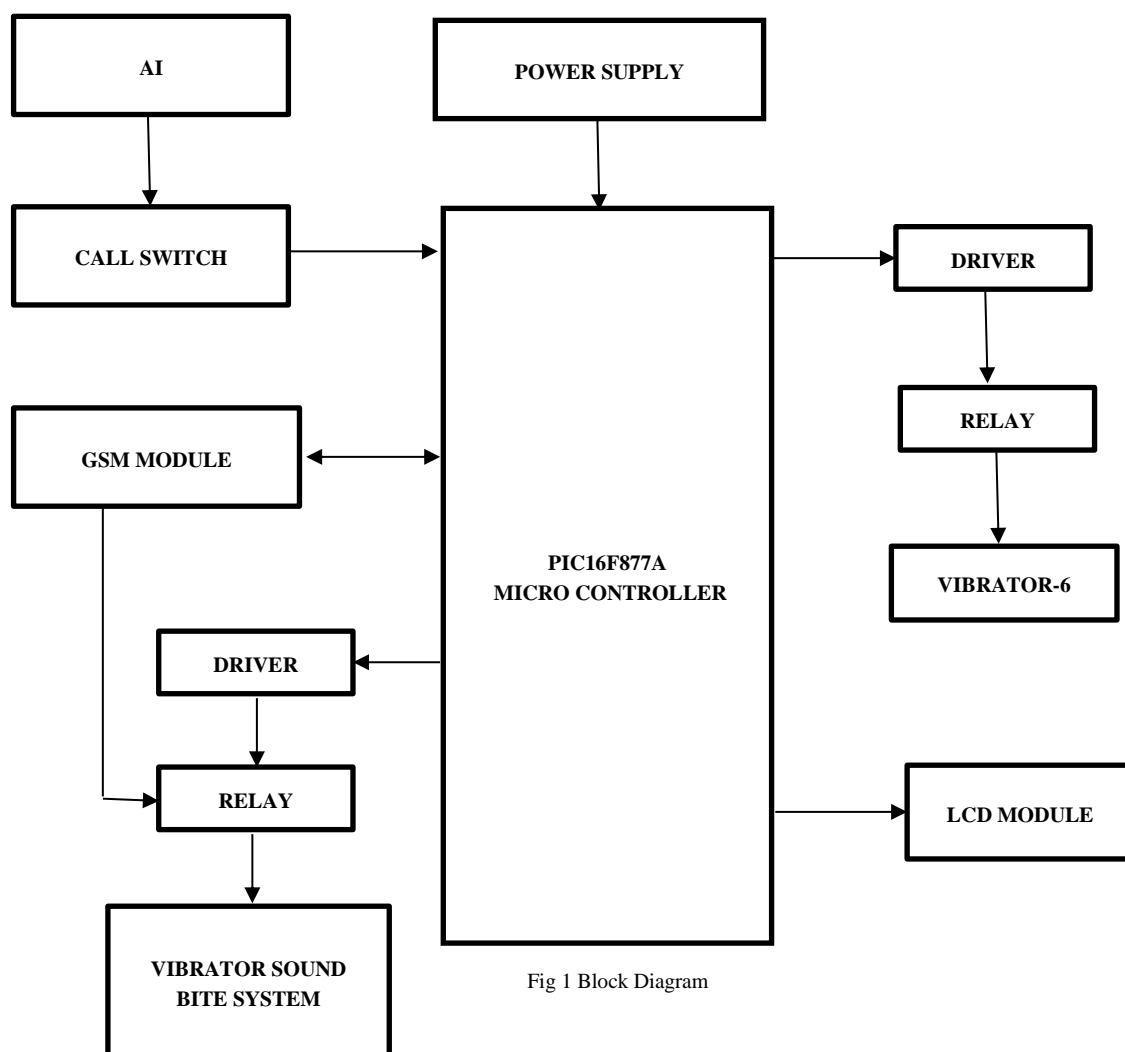 AI
POWER SUPPLY
CALL SWITCH
DRIVER
RELAY
GSM MODULE
PIC16F877A
MICRO CONTROLLER
VIBRATOR-6
DRIVER
RELAY
LCD MODULE
VIBRATOR SOUND
BITE SYSTEM
Fig 1 Block Diagram